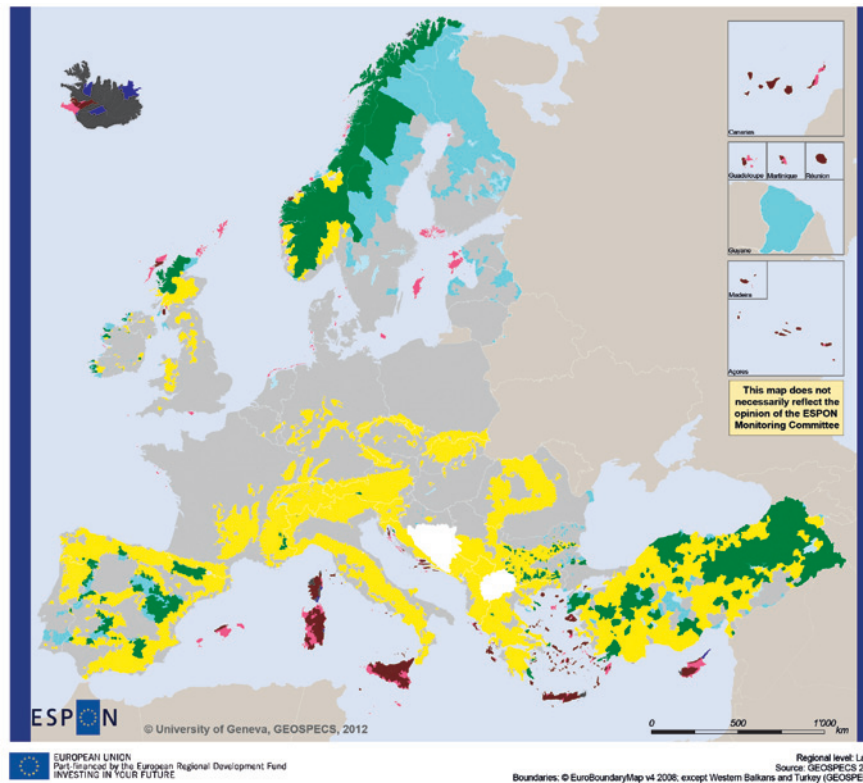 Canarias
Guadeloupe
Martinique
Réunion
Guyane
Madeira
Açores
This map does not
necessarily reflect the
opinion of the ESPON
Monitoring Committee
ESPON
© University of Geneva, GEOSPECS, 2012
0
500
1'000
km
EUROPEAN UNION
Part-financed by the European Regional Development Fund
INVESTING IN YOUR FUTURE
Regional level: L
Source: GEOSPECS 2
Boundaries: © EuroBoundaryMap v4 2008; except Western Balkans and Turkey (GEOSPE